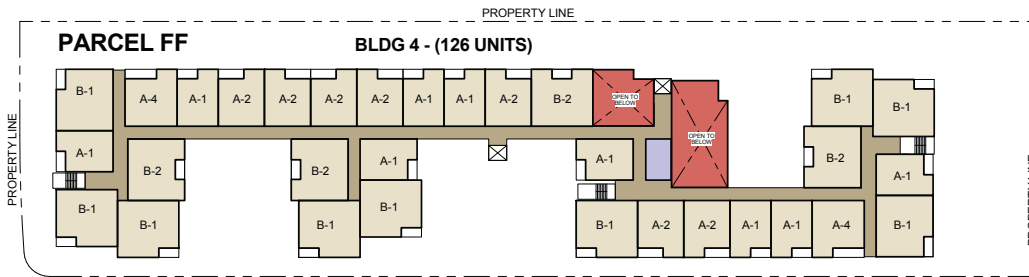 PROPERTY LINE
PARCEL FF
BLDG 4 - (126 UNITS)
PROPERTY LINE
B-1
A-4
A-1
A-2
A-2
A-2
A-2
A-1
A-1
A-2
B-2
OPEN TO
BELOW
OPEN TO
BELOW
B-1
B-1
A-1
B-2
B-2
A-1
A-1
B-2
A-1
B-1
B-1
B-1
B-1
B-1
A-2
A-2
A-1
A-1
A-4
B-1
PROPERTY LINE